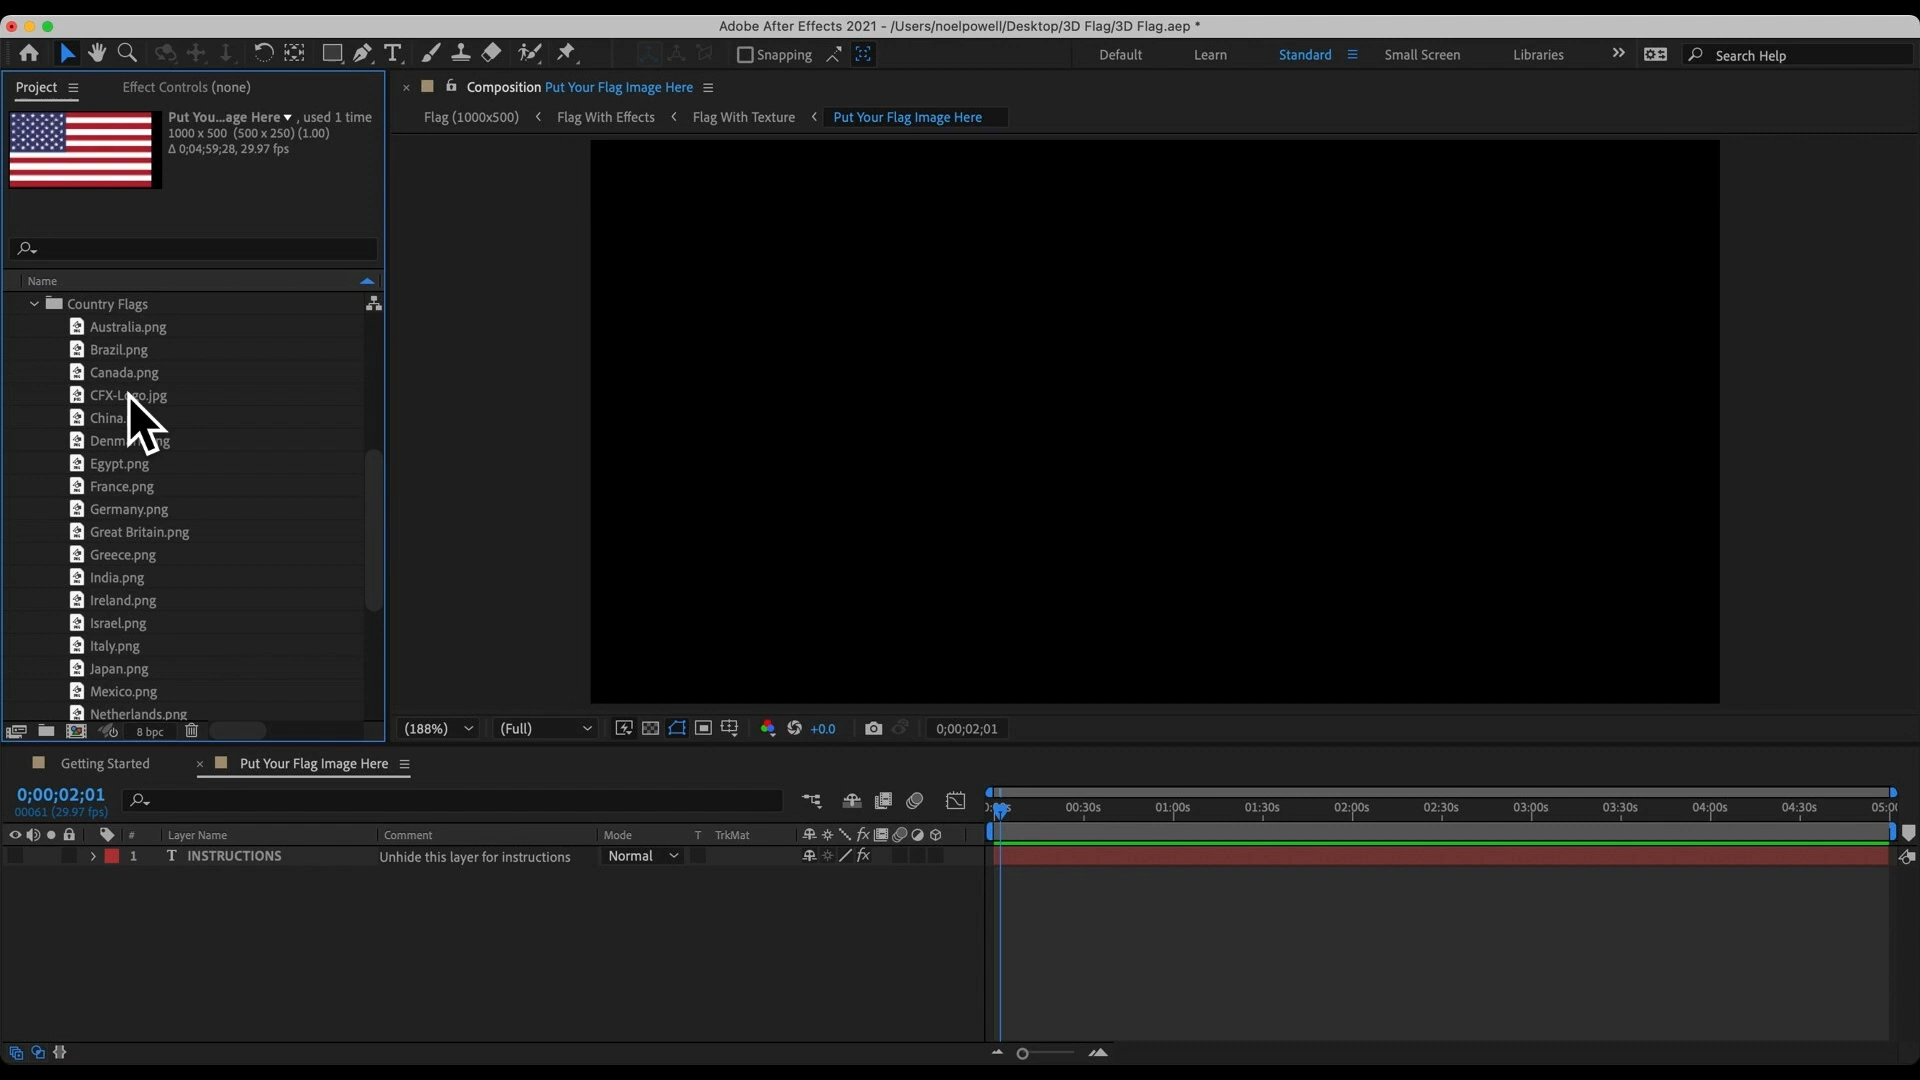 Adobe After Effects 2021 - /Users/noelpowell/Desktop/3D Flag/3D Flag.aep *
Snapping
Default
Learn
Standard
Small Screen
Libraries
Search Help
Project
Effect Controls (none)
Put You...age Here , used 1 time
1000 x 500 (500 x 250) (1.00)
Δ 0;04;59;28, 29.97 fps
Composition Put Your Flag Image Here
Flag (1000x500) < Flag With Effects < Flag With Texture < Put Your Flag Image Here
Name
Country Flags
Australia.png
Brazil.png
Canada.png
CFX-Logo.jpg
China.
Egypt.png
France.png
Germany.png
Great Britain.png
Greece.png
India.png
Ireland.png
Israel.png
Italy.png
Japan.png
Mexico.png
Netherlands.png
8 bpc
(188%)
(Full)
+0.0
0;00;02;01
Getting Started
Put Your Flag Image Here
0;00;02;01
00061 (29.97 fps)
00:30s 01:00s 01:30s 02:00s 02:30s 03:00s 03:30s 04:00s 04:30s
# Layer Name Comment Mode T TrkMat
1 T INSTRUCTIONS Unhide this layer for instructions Normal